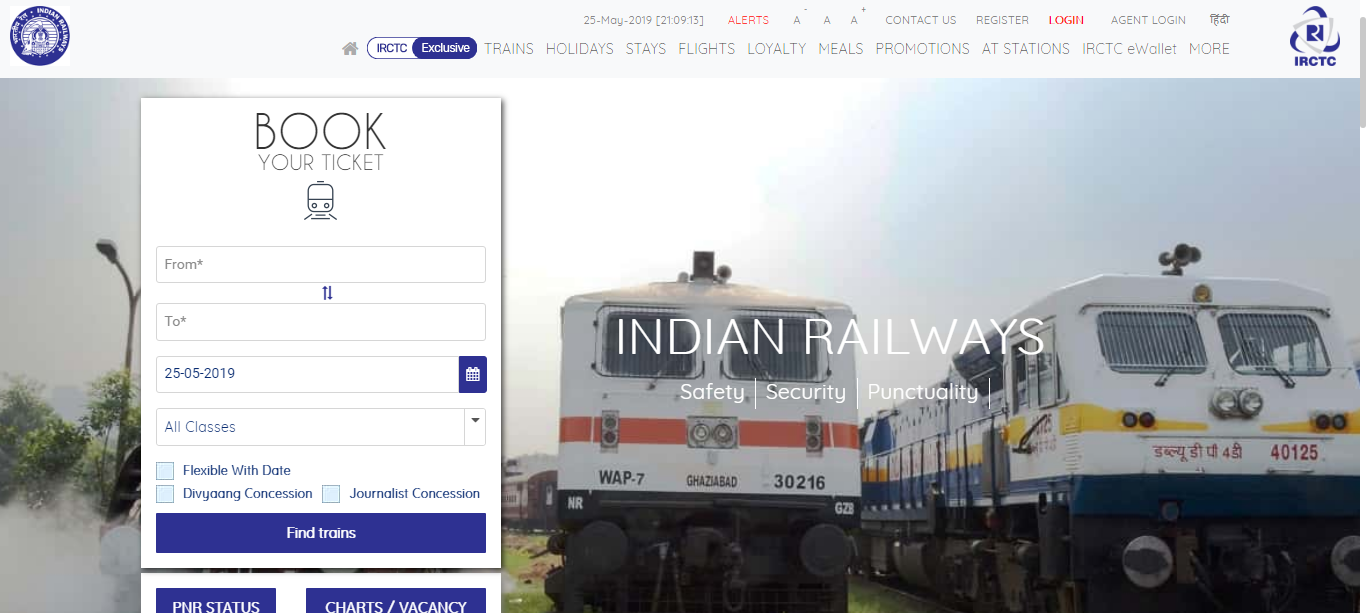 INDIAN RAILWAYS
25-May-2019 [21:09:13] ALERTS A- A A+ CONTACT US REGISTER LOGIN AGENT LOGIN हिंदी
IRCTC Exclusive TRAINS HOLIDAYS STAYS FLIGHTS LOYALTY MEALS PROMOTIONS AT STATIONS IRCTC eWallet MORE
IRCTC
BOOK
YOUR TICKET
From*
To*
25-05-2019
All Classes
Flexible With Date
Divyaang Concession Journalist Concession
Find trains
PNR STATUS CHARTS / VACANCY
INDIAN RAILWAYS
Safety Security Punctuality
WAP-7 GHAZIABAD 30216
NR GZB
40125
डब्ल्यू डी पी 4डी 40125